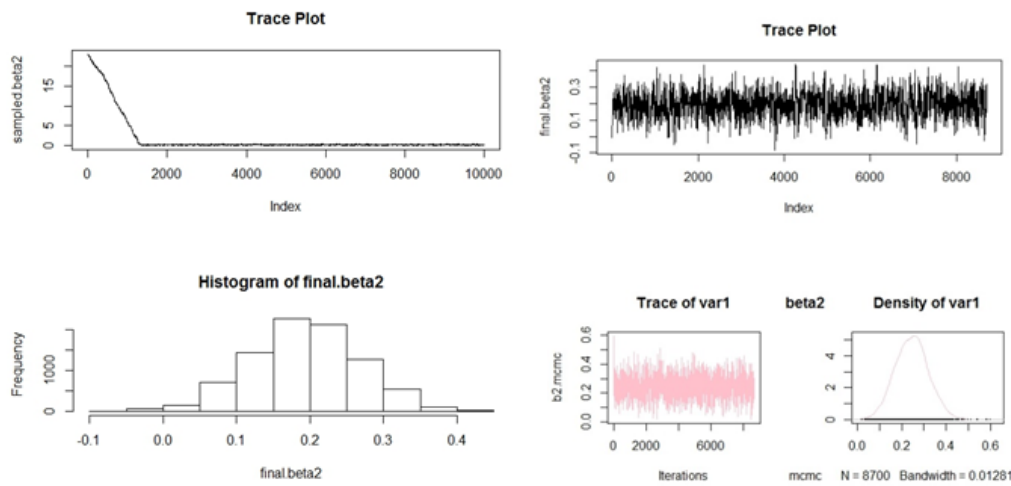 Trace Plot
sampled.beta2
0 5 15
0 2000 4000 6000 8000 10000
Index
Trace Plot
final.beta2
-0.1 0.1 0.3
0 2000 4000 6000 8000
Index
Histogram of final.beta2
Frequency
0 1000
-0.1 0.0 0.1 0.2 0.3 0.4
final.beta2
Trace of var1 beta2 Density of var1
b2.mcmc
0.0 0.2 0.4 0.6
0 2000 6000
Iterations
0 2 4
0.0 0.2 0.4 0.6
mcmc N = 8700 Bandwidth = 0.01281